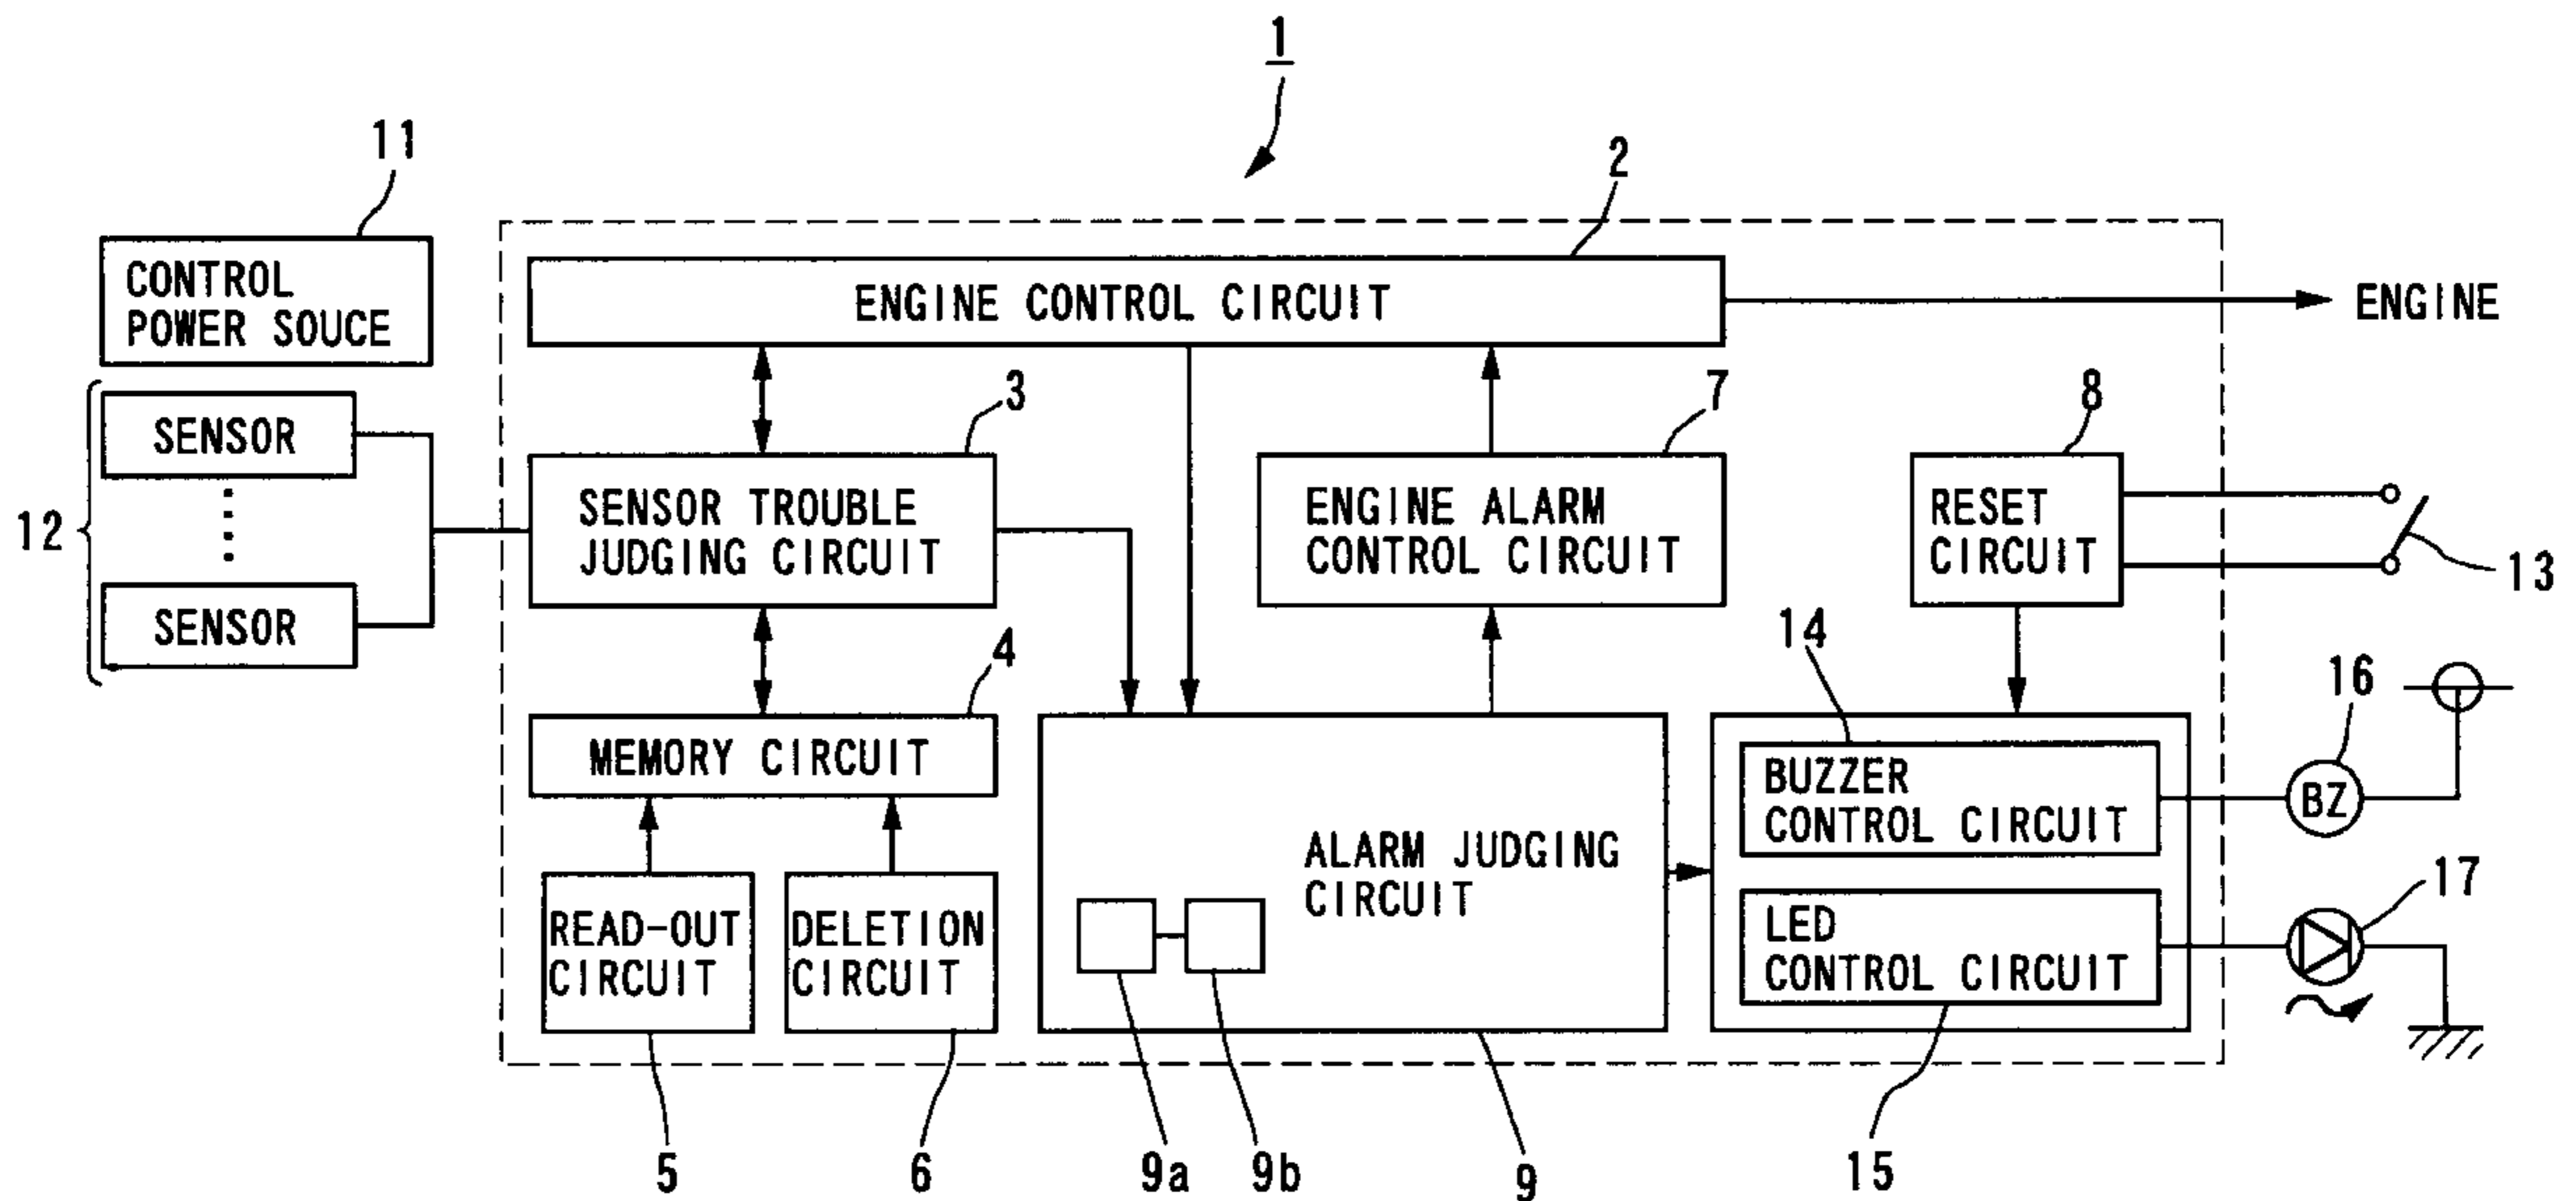 1
11
2
CONTROL
POWER SOUCE
ENGINE CONTROL CIRCUIT
ENGINE
SENSOR
12
SENSOR
3
SENSOR TROUBLE
JUDGING CIRCUIT
7
ENGINE ALARM
CONTROL CIRCUIT
8
RESET
CIRCUIT
13
4
MEMORY CIRCUIT
14
BUZZER
CONTROL CIRCUIT
16
BZ
READ-OUT
CIRCUIT
DELETION
CIRCUIT
ALARM JUDGING
CIRCUIT
LED
CONTROL CIRCUIT
17
5
6
9a
9b
9
15